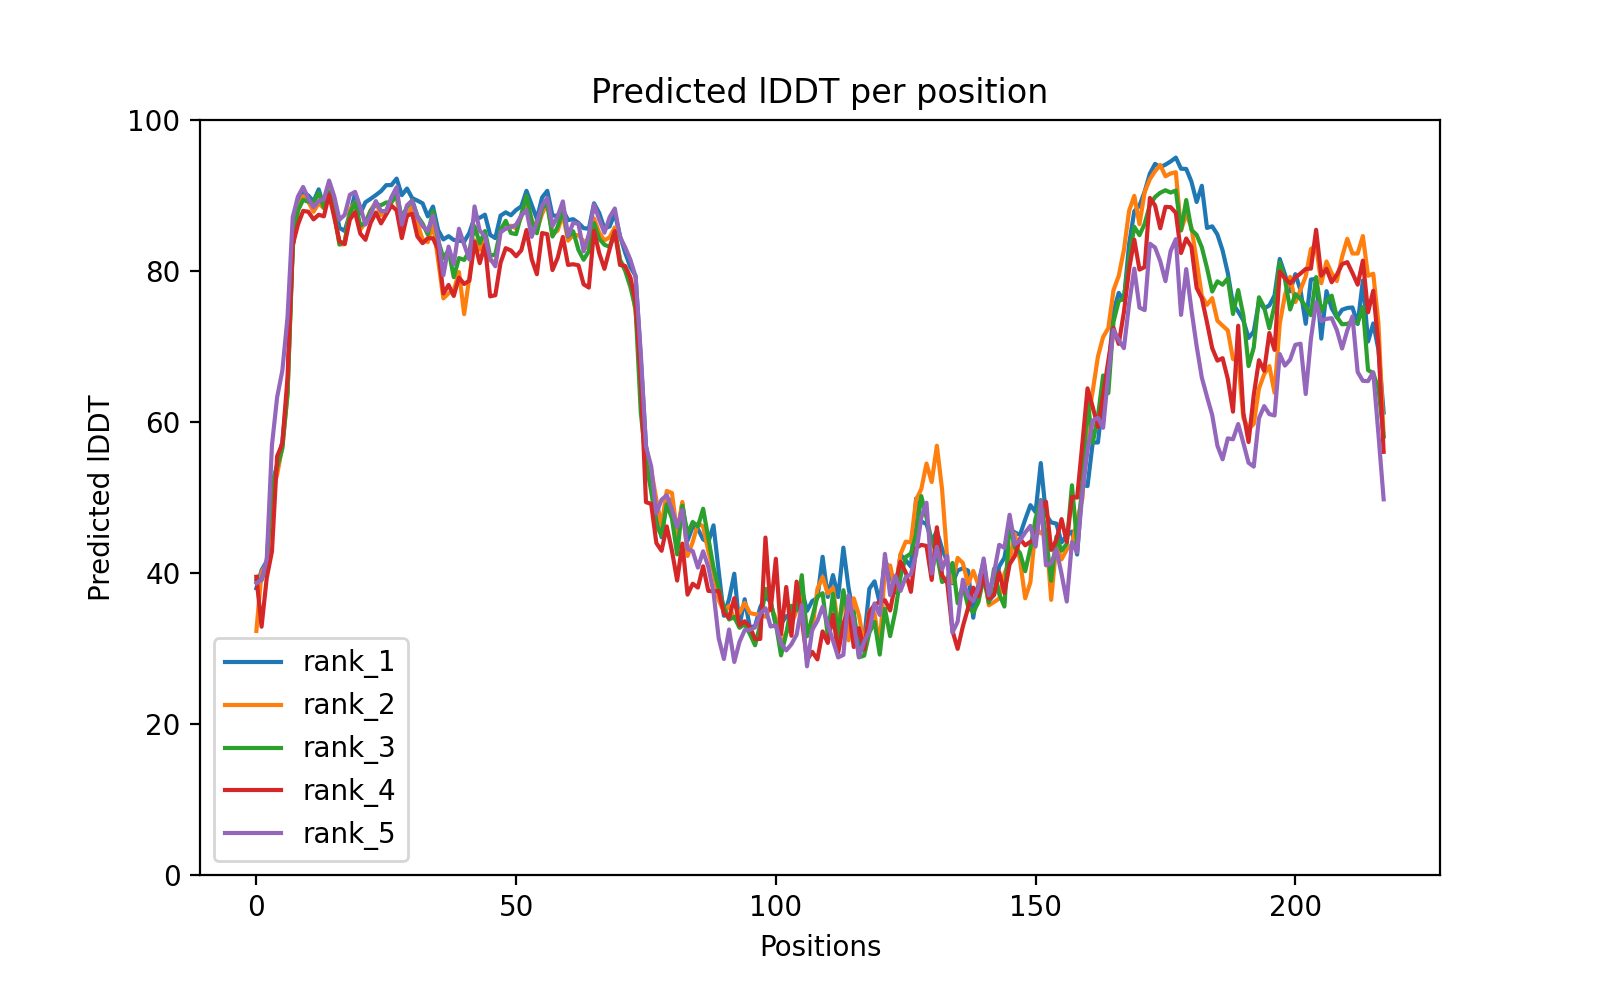 Predicted lDDT per position
100
80
60
40
20
0
Predicted lDDT
rank_1
rank_2
rank_3
rank_4
rank_5
0
50
100
150
200
Positions